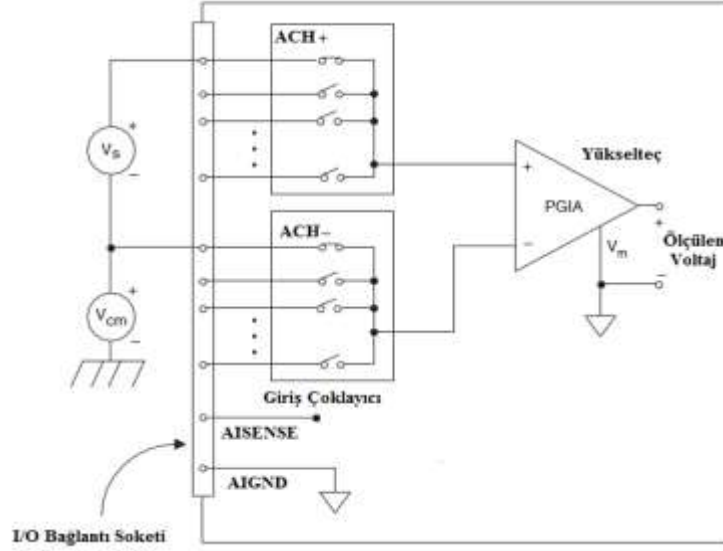 ACH+
Vs
+
−
ACH−
Vcm
+
−
Yükselteç
+
PGIA
−
Vm
+
Ölçülen
Voltaj
−
Giriş Çoklayıcı
AISENSE
AIGND
I/O Bağlantı Soketi